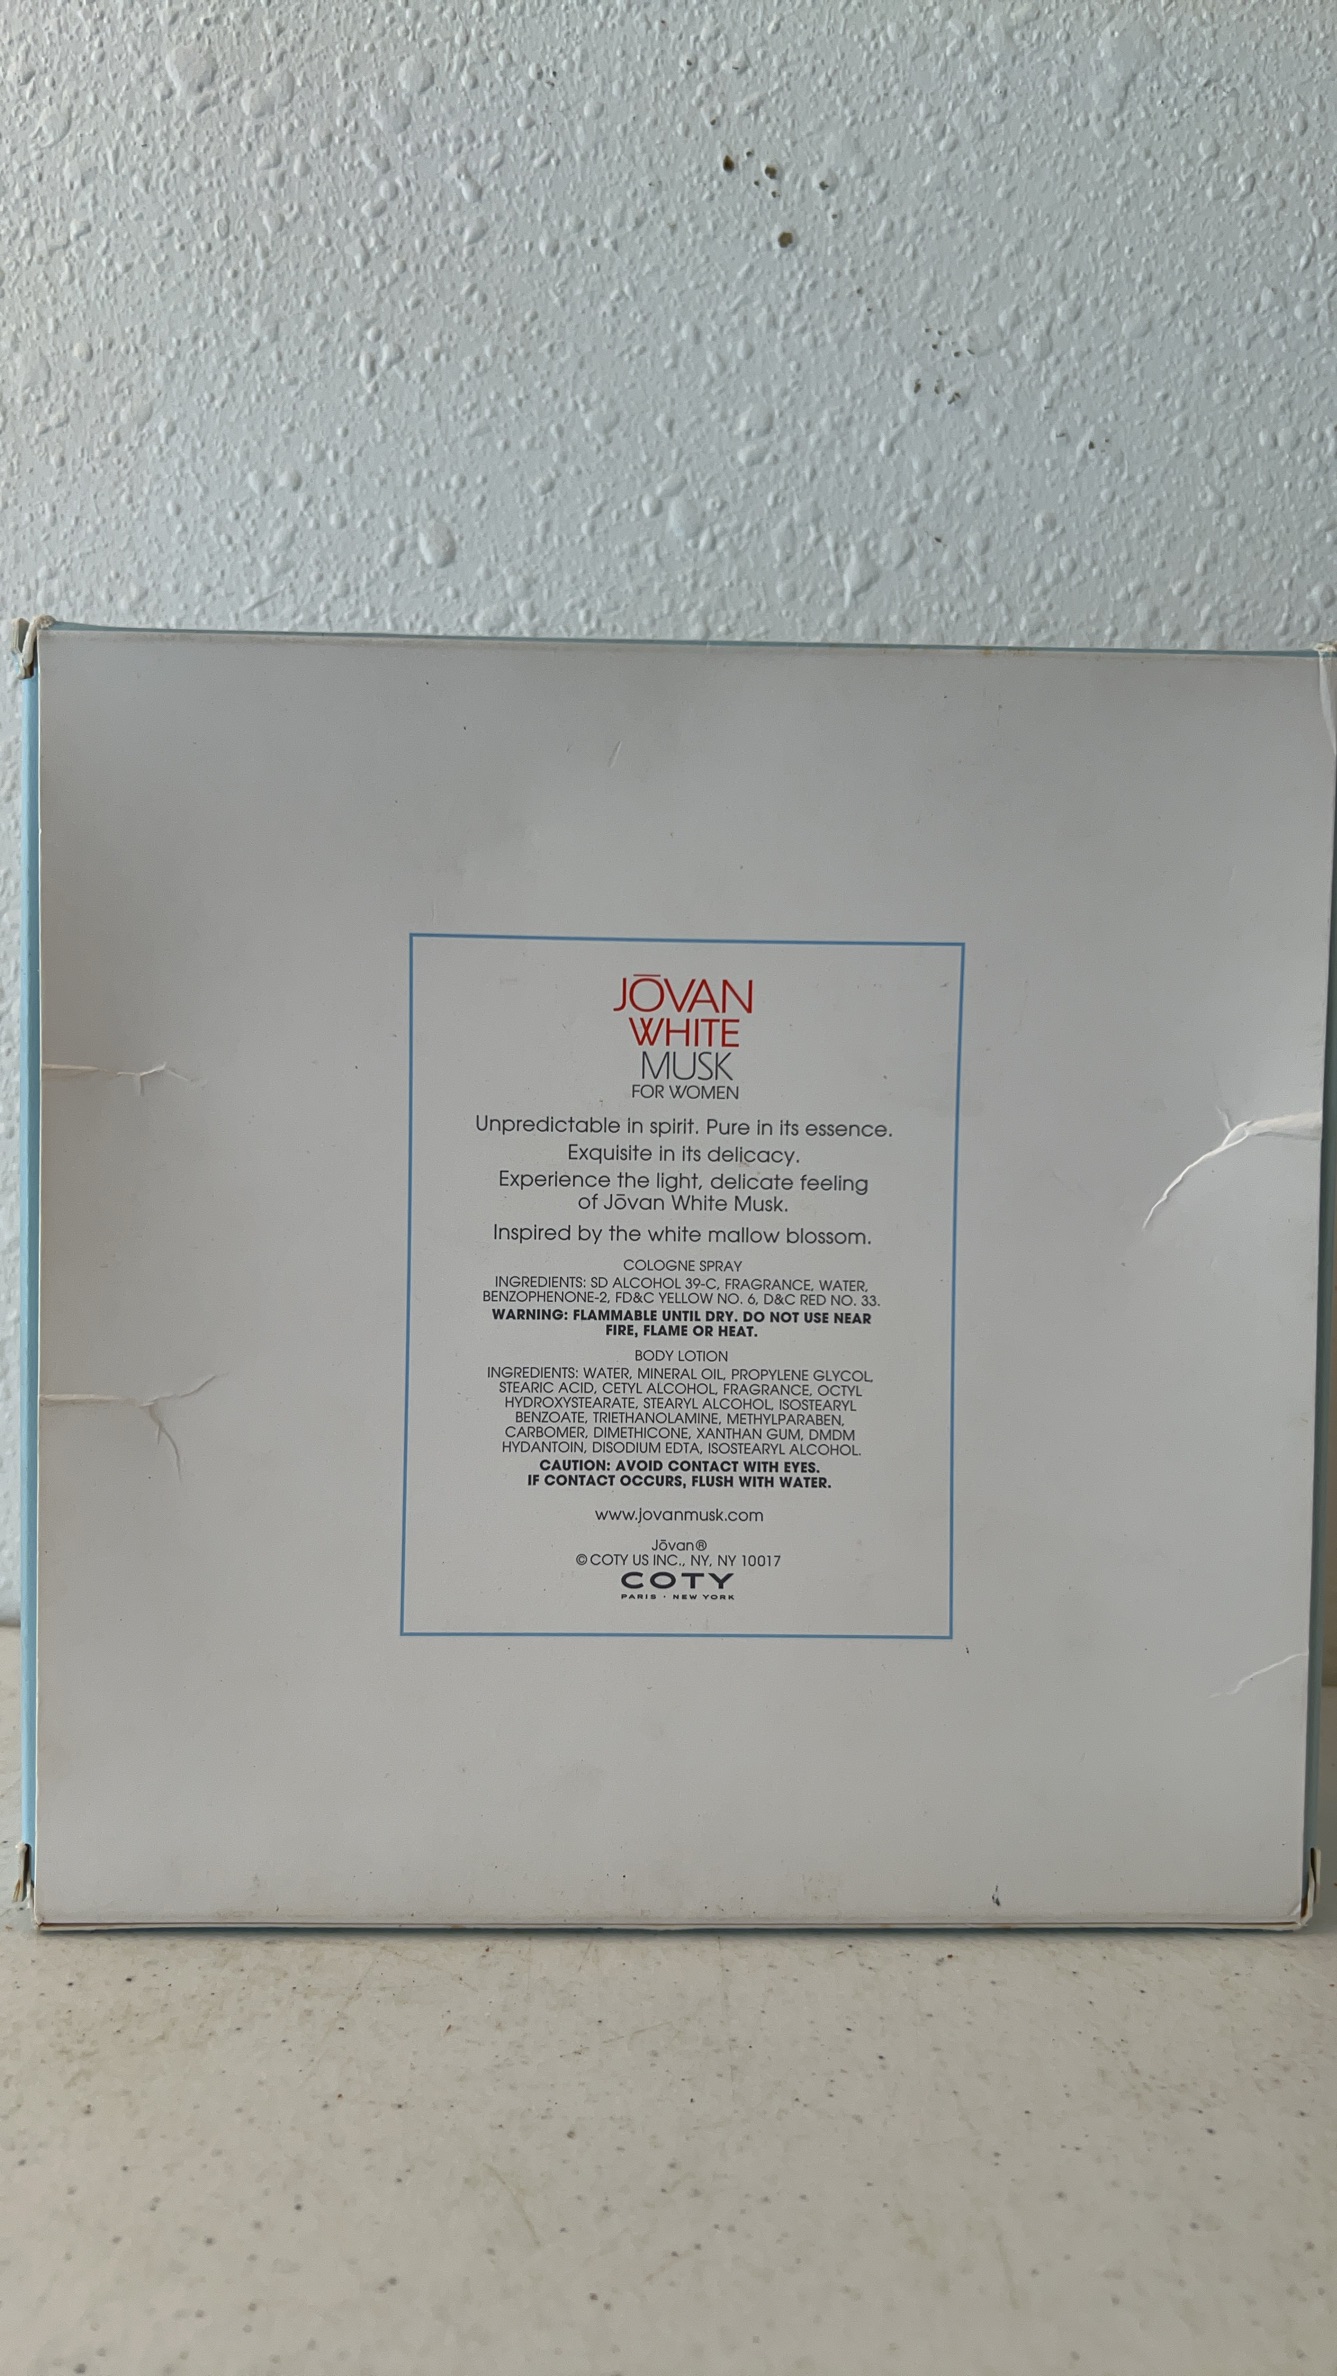 JŌVAN
WHITE
MUSK
FOR WOMEN
Unpredictable in spirit. Pure in its essence.
Exquisite in its delicacy.
Experience the light, delicate feeling
of Jōvan White Musk.
Inspired by the white mallow blossom.
COLOGNE SPRAY
INGREDIENTS: SD ALCOHOL 39-C, FRAGRANCE, WATER,
BENZOPHENONE-2, FD&C YELLOW NO. 6, D&C RED NO. 33.
WARNING: FLAMMABLE UNTIL DRY. DO NOT USE NEAR
FIRE, FLAME OR HEAT.
BODY LOTION
INGREDIENTS: WATER, MINERAL OIL, PROPYLENE GLYCOL,
STEARIC ACID, CETYL ALCOHOL, FRAGRANCE, OCTYL
HYDROXYSTEARATE, STEARYL ALCOHOL, ISOSTEARYL
BENZOATE, TRIETHANOLAMINE, METHYLPARABEN,
CARBOMER, DIMETHICONE, XANTHAN GUM, DMDM
HYDANTOIN, DISODIUM EDTA, ISOSTEARYL ALCOHOL.
CAUTION: AVOID CONTACT WITH EYES.
IF CONTACT OCCURS, FLUSH WITH WATER.
www.jovanmusk.com
Jōvan®
© COTY US INC., NY, NY 10017
COTY
PARIS · NEW YORK